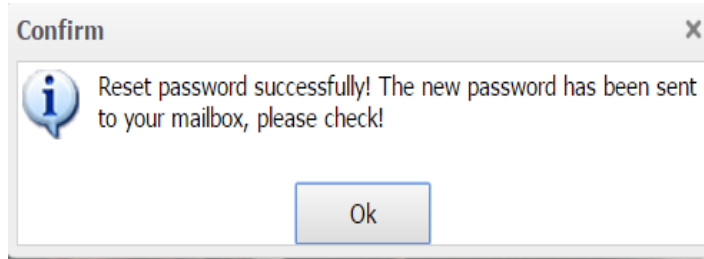 Confirm
Reset password successfully! The new password has been sent
to your mailbox, please check!
Ok